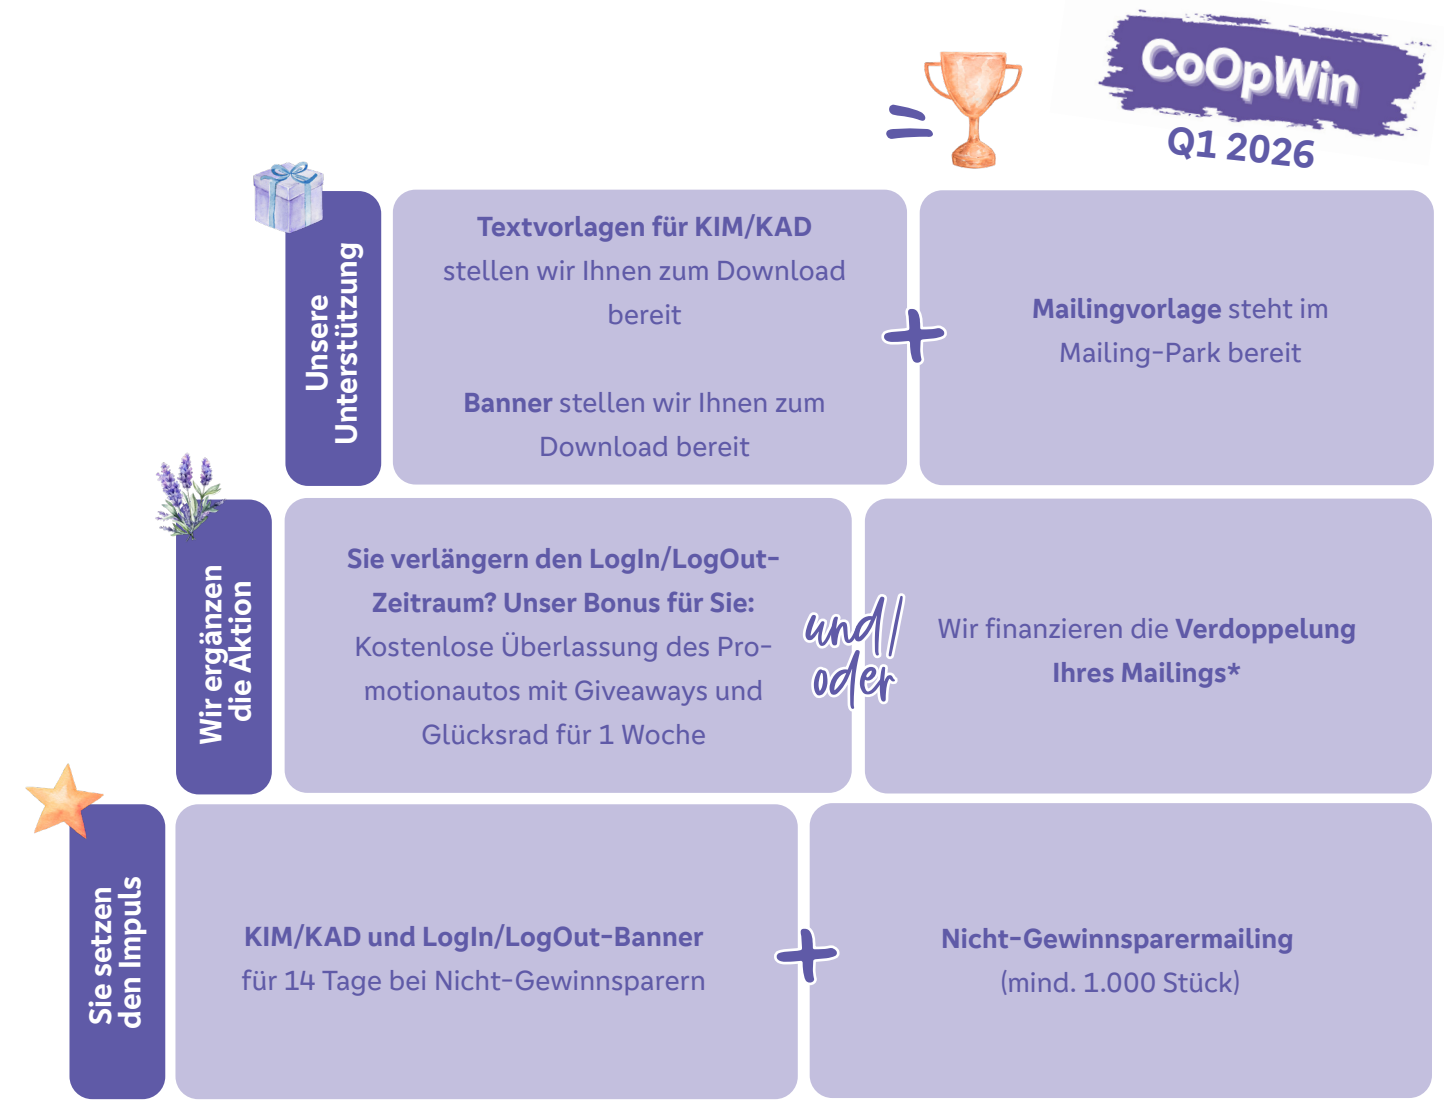 CoOpWin
Q1 2026
Unsere
Unterstützung
Textvorlagen für KIM/KAD
stellen wir Ihnen zum Download
bereit
Banner stellen wir Ihnen zum
Download bereit
+
Mailingvorlage steht im
Mailing-Park bereit
Wir ergänzen
die Aktion
Sie verlängern den LogIn/LogOut-
Zeitraum? Unser Bonus für Sie:
Kostenlose Überlassung des Pro-
motionautos mit Giveaways und
Glücksrad für 1 Woche
und/
oder
Wir finanzieren die Verdoppelung
Ihres Mailings*
Sie setzen
den Impuls
KIM/KAD und LogIn/LogOut-Banner
für 14 Tage bei Nicht-Gewinnsparern
+
Nicht-Gewinnsparermailing
(mind. 1.000 Stück)